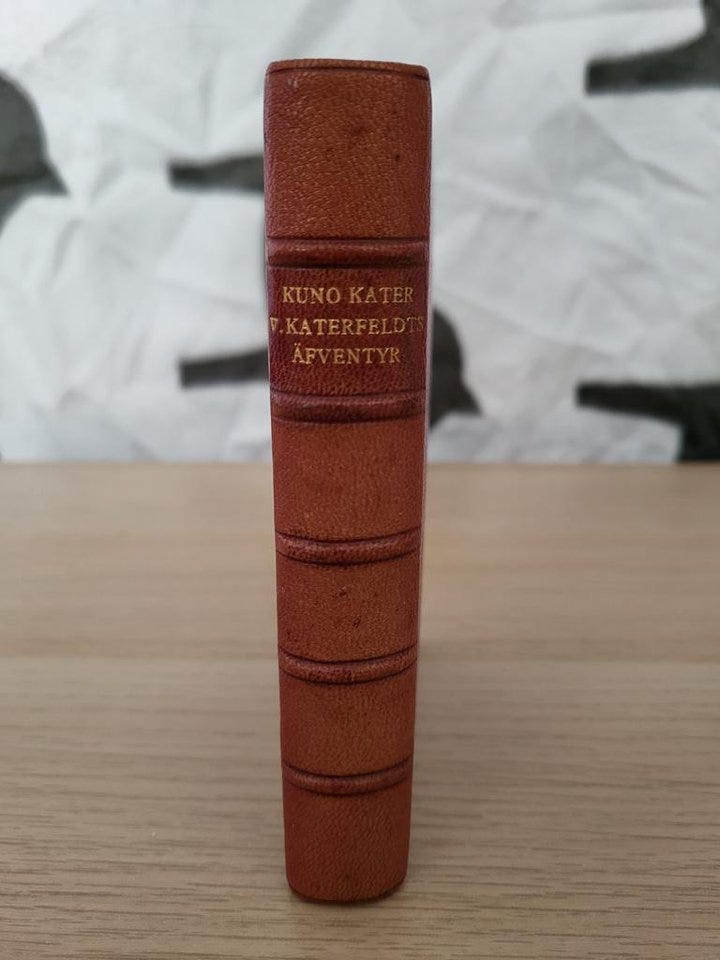 KUNO KATER
V. KATERFELDTS
ÄFVENTYR